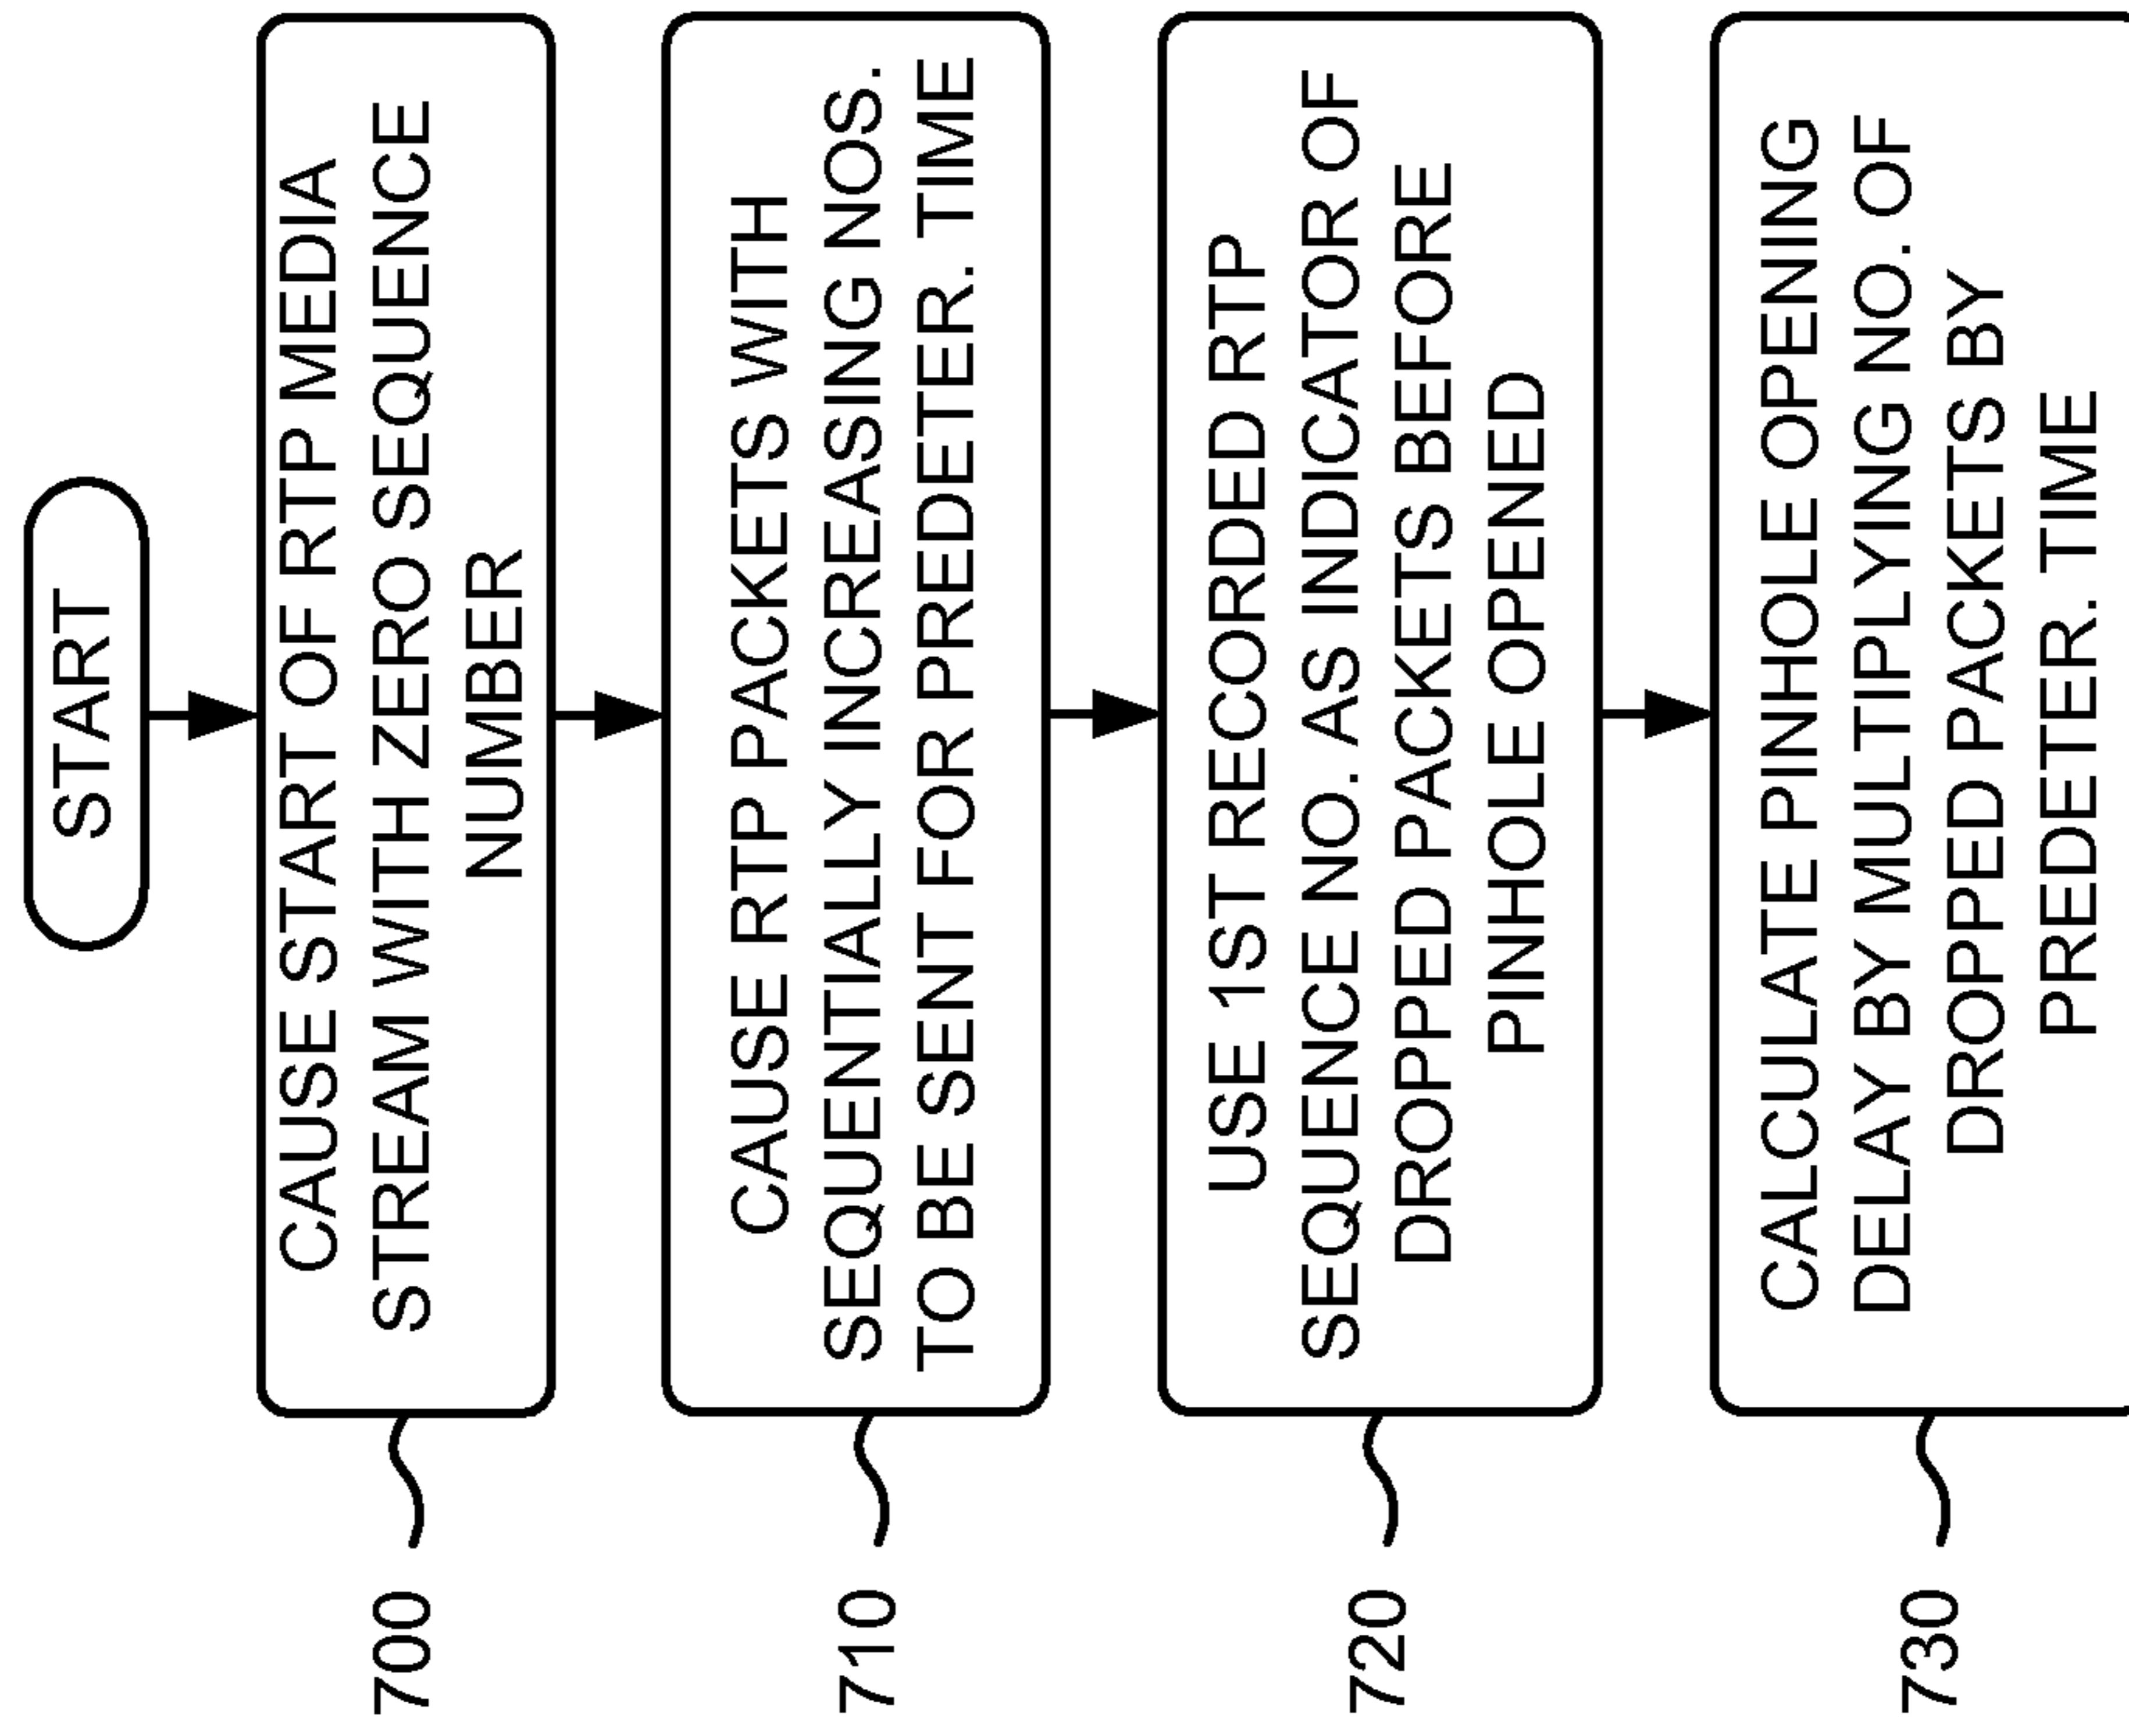 START
CAUSE START OF RTP MEDIA
STREAM WITH ZERO SEQUENCE
NUMBER
700
CAUSE RTP PACKETS WITH
SEQUENTIALLY INCREASING NOS.
TO BE SENT FOR PREDETER. TIME
710
USE 1ST RECORDED RTP
SEQUENCE NO. AS INDICATOR OF
DROPPED PACKETS BEFORE
PINHOLE OPENED
720
CALCULATE PINHOLE OPENING
DELAY BY MULTIPLYING NO. OF
DROPPED PACKETS BY
PREDETER. TIME
730